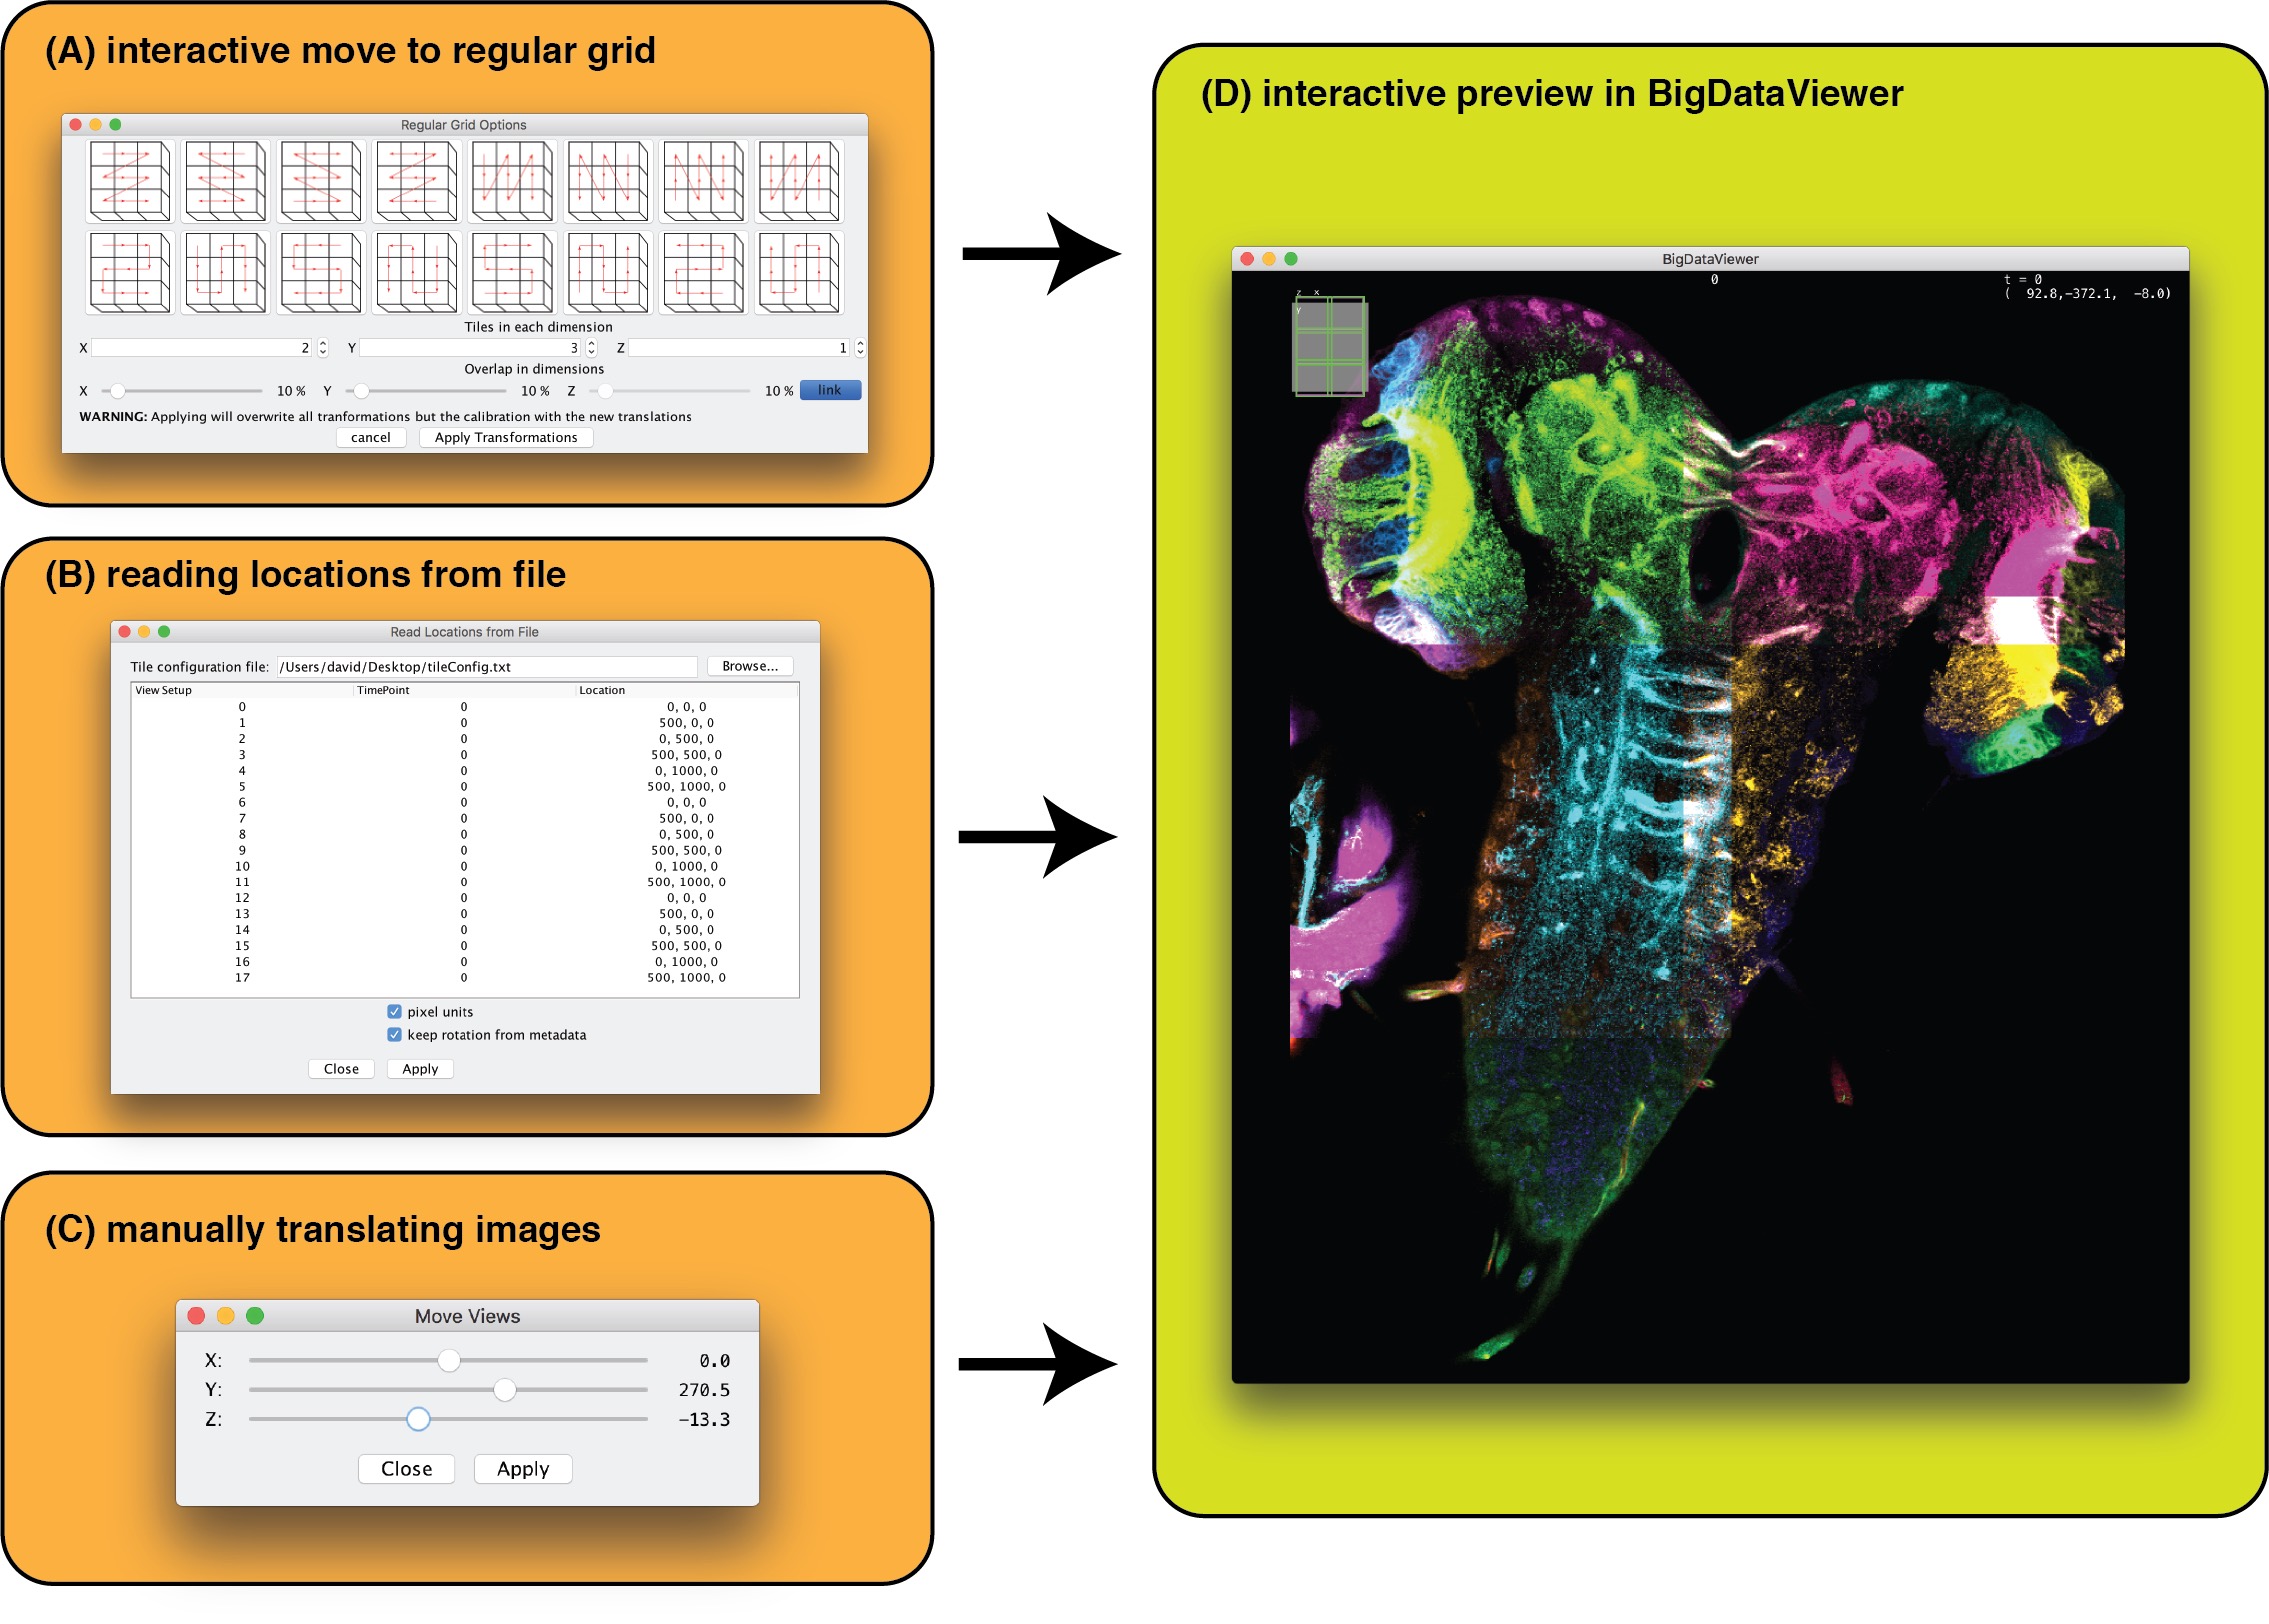 (A) interactive move to regular grid
Regular Grid Options
Tiles in each dimension
X 2 Y 3 Z 1
Overlap in dimensions
X 10 % Y 10 % Z 10 % link
WARNING: Applying will overwrite all tranformations but the calibration with the new translations
cancel Apply Transformations
(B) reading locations from file
Read Locations from File
Tile configuration file: /Users/david/Desktop/tileConfig.txt Browse...
View Setup TimePoint Location
0 0 0, 0, 0
1 0 500, 0, 0
2 0 0, 500, 0
3 0 500, 500, 0
4 0 0, 1000, 0
5 0 500, 1000, 0
6 0 0, 0, 0
7 0 500, 0, 0
8 0 0, 500, 0
9 0 500, 500, 0
10 0 0, 1000, 0
11 0 500, 1000, 0
12 0 0, 0, 0
13 0 500, 0, 0
14 0 0, 500, 0
15 0 500, 500, 0
16 0 0, 1000, 0
17 0 500, 1000, 0
pixel units
keep rotation from metadata
Close Apply
(C) manually translating images
Move Views
X: 0.0
Y: 270.5
Z: -13.3
Close Apply
(D) interactive preview in BigDataViewer
BigDataViewer
0 t = 0
( 92.8,-372.1, -8.0)
z x
y